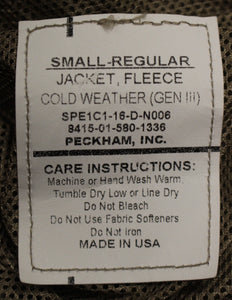 SMALL-REGULAR
JACKET, FLEECE
COLD WEATHER (GEN III)
SPE1C1-16-D-N006
8415-01-580-1336
PECKHAM, INC.
CARE INSTRUCTIONS:
Machine or Hand Wash Warm
Tumble Dry Low or Line Dry
Do Not Bleach
Do Not Use Fabric Softeners
Do Not Iron
MADE IN USA